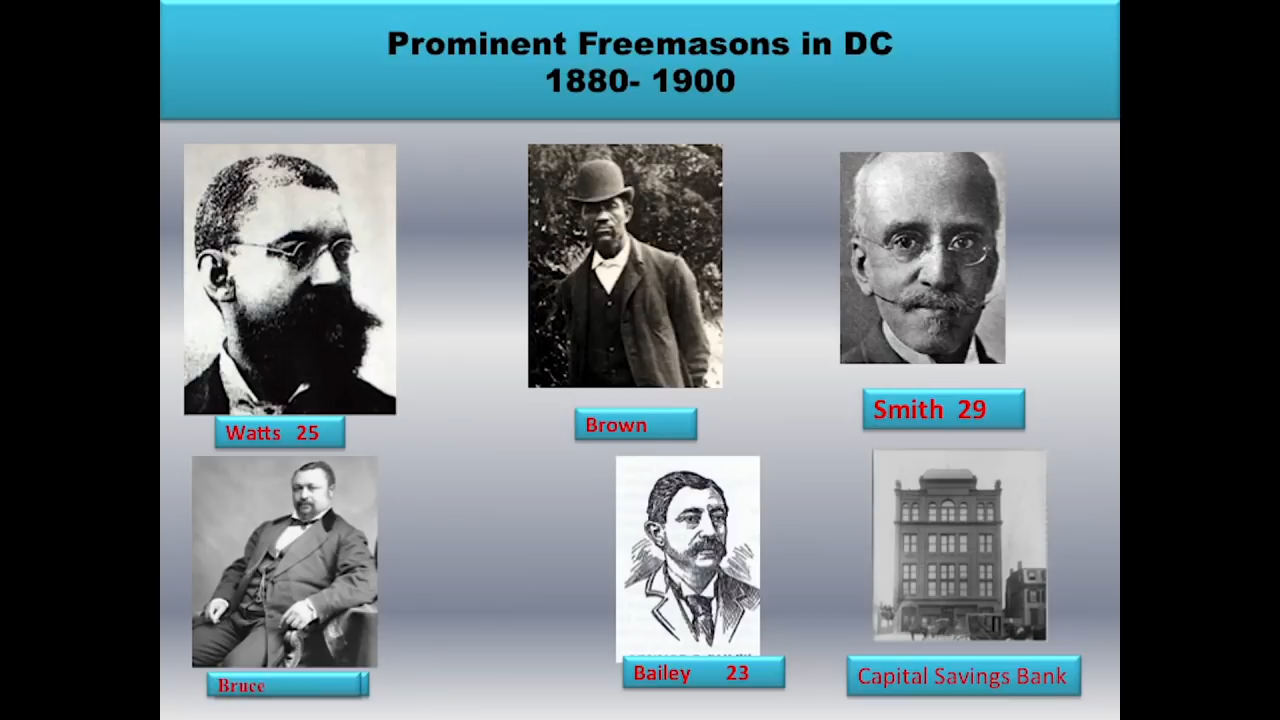 Prominent Freemasons in DC
1880- 1900
Watts 25
Brown
Smith 29
Bruce
Bailey 23
Capital Savings Bank